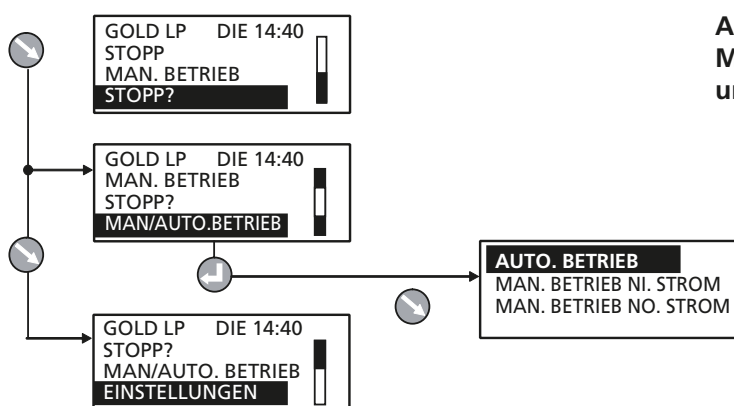 GOLD LP DIE 14:40
STOPP
MAN. BETRIEB
STOPP?
GOLD LP DIE 14:40
MAN. BETRIEB
STOPP?
MAN/AUTO.BETRIEB
AUTO. BETRIEB
MAN. BETRIEB NI. STROM
MAN. BETRIEB NO. STROM
GOLD LP DIE 14:40
STOPP?
MAN/AUTO. BETRIEB
EINSTELLUNGEN